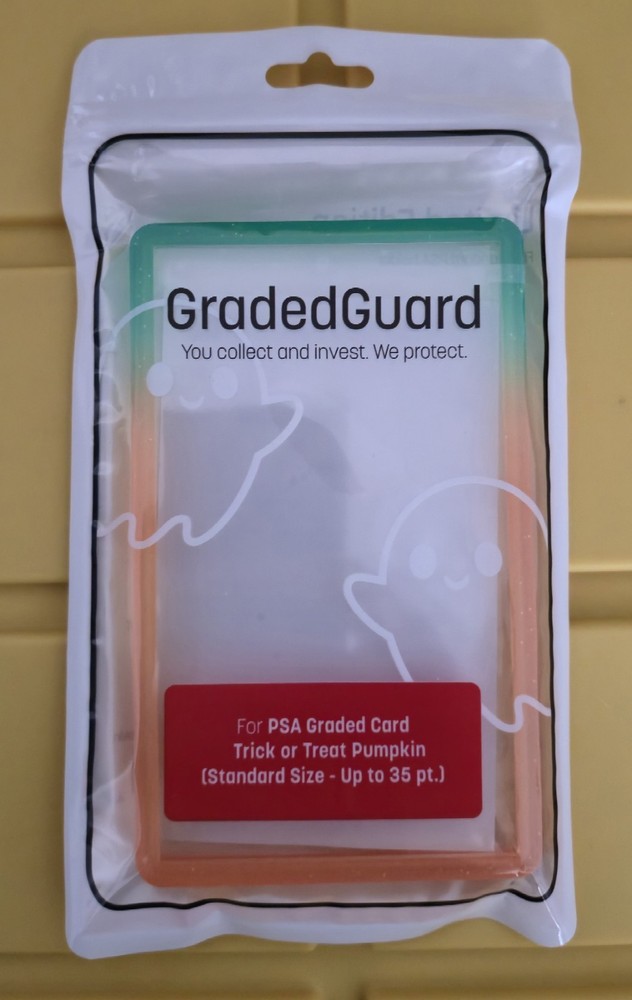 GradedGuard
You collect and invest. We protect.
For PSA Graded Card
Trick or Treat Pumpkin
(Standard Size - Up to 35 pt.)